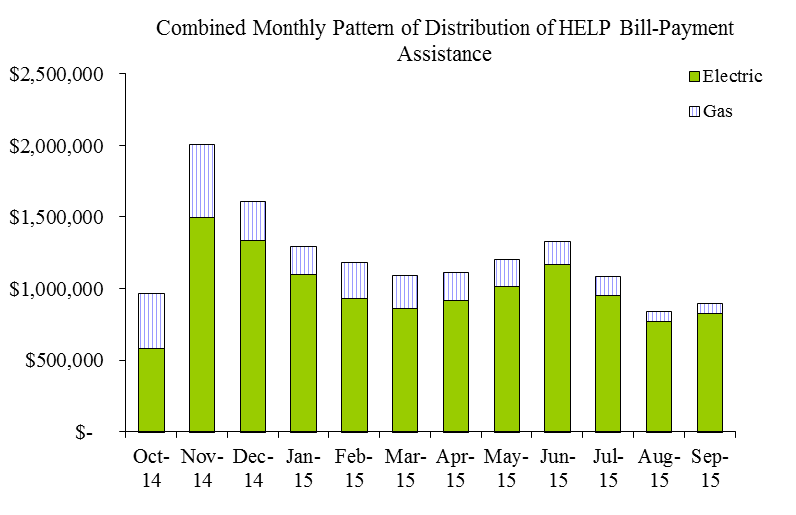 Combined Monthly Pattern of Distribution of HELP Bill-Payment
Assistance
$2,500,000
Electric
Gas
$2,000,000
$1,500,000
$1,000,000
$500,000
$-
Oct- Nov- Dec- Jan- Feb- Mar- Apr- May- Jun- Jul- Aug- Sep-
14 14 14 15 15 15 15 15 15 15 15 15